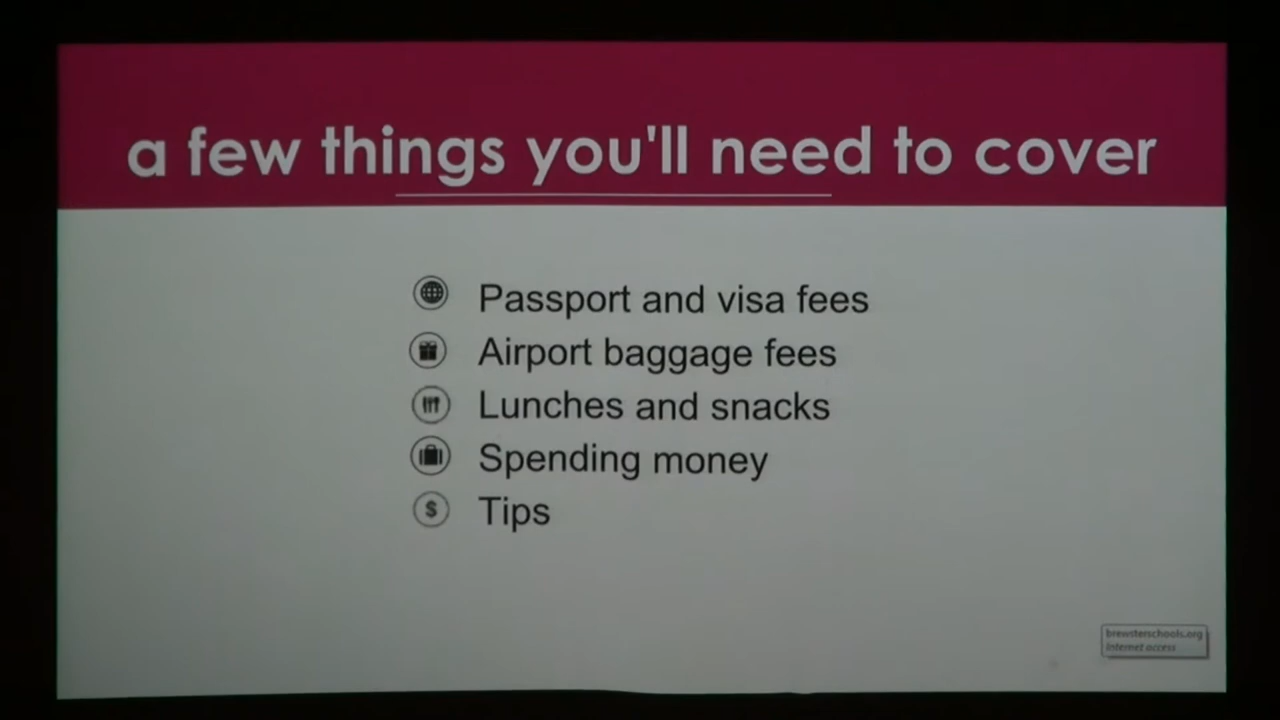 a few things you'll need to cover
Passport and visa fees
Airport baggage fees
Lunches and snacks
Spending money
$ Tips
brewsterschools.org
Internet access